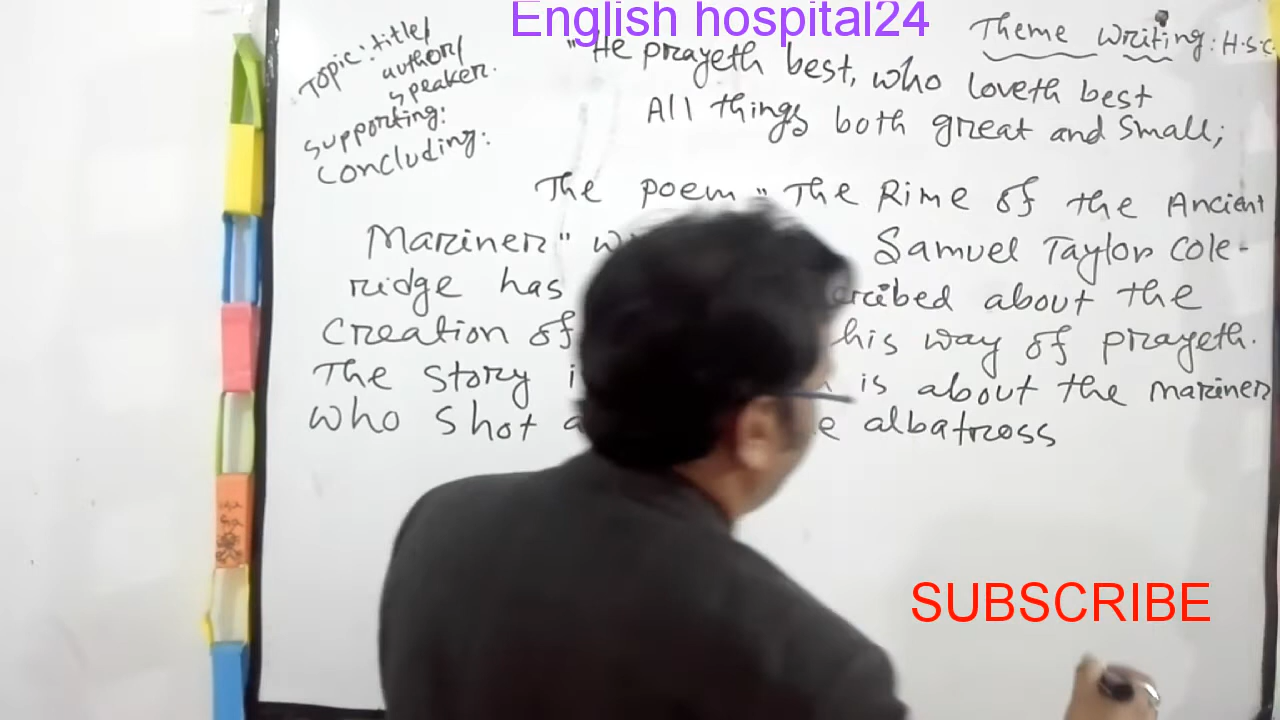 English hospital24
Theme writing: H.S.C
Topic: title/
author/
speaker.
supporting:
concluding:
"He prayeth best, who loveth best
All things both great and small;
The poem "The Rime of the Ancient
Mariner" Samuel Taylor Cole-
ridge has about the
creation of his way of prayeth.
The story is about the mariner
who shot albatross
SUBSCRIBE